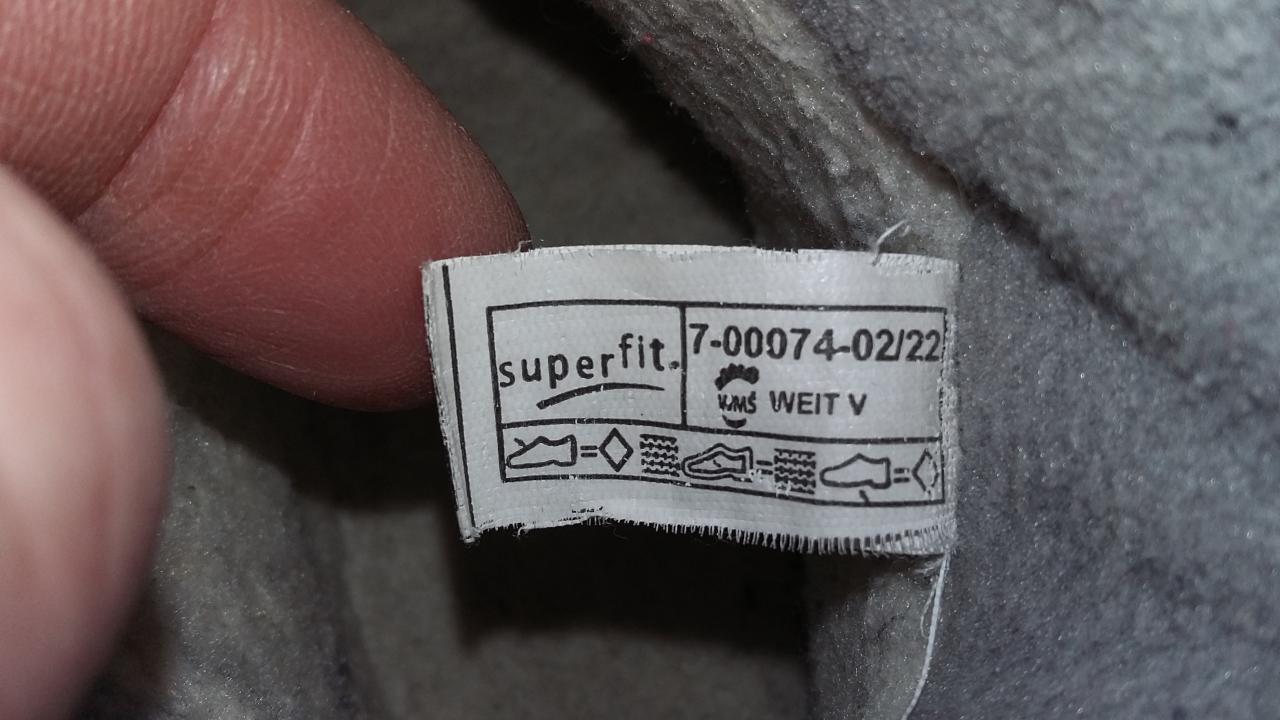 superfit.
7-00074-02/22
WMS WEIT V